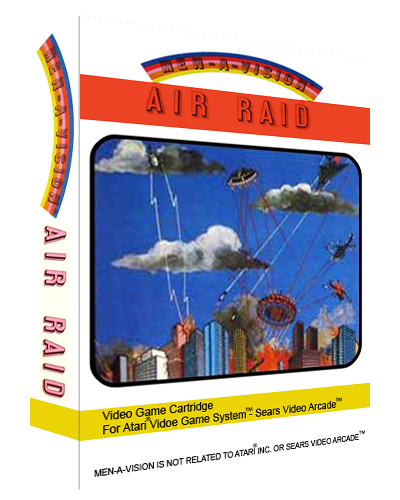 MEN-A-VISION
AIR RAID
MEN-A-VISION
AIR RAID
Video Game Cartridge
For Atari® Vidoe Game System™- Sears Video Arcade™
MEN-A-VISION IS NOT RELATED TO ATARI® INC. OR SEARS VIDEO ARCADE™